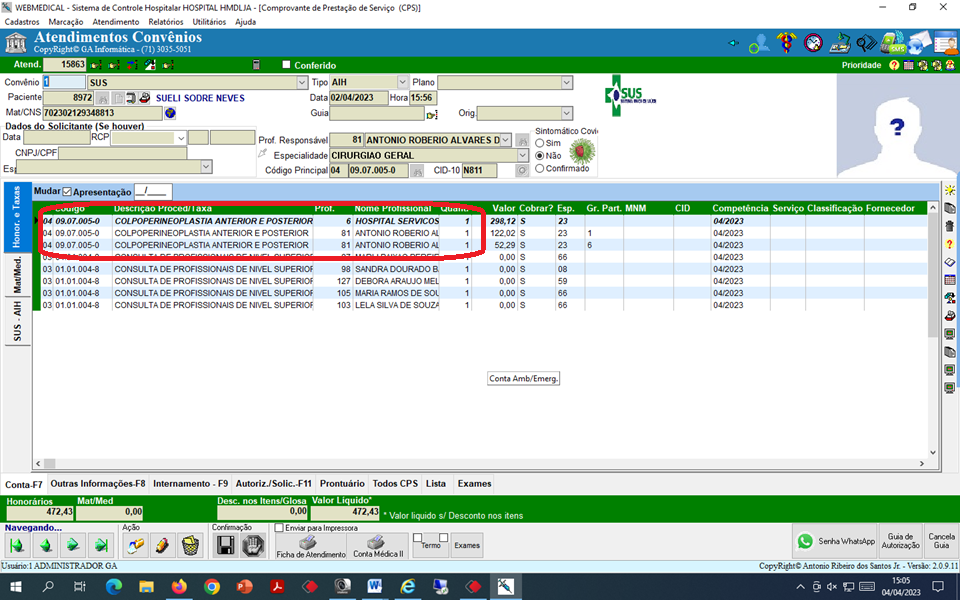 WEBMEDICAL - Sistema de Controle Hospitalar HOSPITAL HMDLJA - [Comprovante de Prestação de Serviço (CPS)]
Cadastros Marcação Atendimento Relatórios Utilitários Ajuda
Atendimentos Convênios
CopyRight© GA Informática - (71) 3035-5051
Atend. 15863 Conferido Prioridade
Convênio 1 SUS Tipo AIH Plano
Paciente 8972 SUELI SODRE NEVES Data 02/04/2023 Hora 15:56
Mat/CNS 702302129348813 Guia Orig.
SUS
Dados do Solicitante (Se houver)
Data RCP
CNPJ/CPF
Esp
Prof. Responsável 81 ANTONIO ROBERIO ALVARES D
Especialidade CIRURGIAO GERAL
Código Principal 04 09.07.005-0 CID-10 N811
Sintomático Covi
Sim
Não
Confirmado
?
Honor. e Taxas
Mat/Med.
SUS - AIH
Mudar Apresentação __/____
Código Descrição Proced/Taxa Prof. Nome Profissional Quant. Valor Cobrar? Esp. Gr. Part. MNM CID Competência Serviço Classificação Fornecedor
04 09.07.005-0 COLPOPERINEOPLASTIA ANTERIOR E POSTERIOR 6 HOSPITAL SERVICOS 1 298,12 S 23 04/2023
04 09.07.005-0 COLPOPERINEOPLASTIA ANTERIOR E POSTERIOR 81 ANTONIO ROBERIO AL 1 122,02 S 23 1 04/2023
04 09.07.005-0 COLPOPERINEOPLASTIA ANTERIOR E POSTERIOR 81 ANTONIO ROBERIO AL 1 52,29 S 23 6 04/2023
03 01.01.004-8 CONSULTA DE PROFISSIONAIS DE NIVEL SUPERIOR 1 0,00 S 66 04/2023
03 01.01.004-8 CONSULTA DE PROFISSIONAIS DE NIVEL SUPERIOR 98 SANDRA DOURADO BA 1 0,00 S 08 04/2023
03 01.01.004-8 CONSULTA DE PROFISSIONAIS DE NIVEL SUPERIOR 127 DEBORA ARAUJO MEL 1 0,00 S 59 04/2023
03 01.01.004-8 CONSULTA DE PROFISSIONAIS DE NIVEL SUPERIOR 105 MARIA RAMOS DE SOU 1 0,00 S 66 04/2023
03 01.01.004-8 CONSULTA DE PROFISSIONAIS DE NIVEL SUPERIOR 103 LELA SILVA DE SOUZA 1 0,00 S 66 04/2023
Conta Amb/Emerg.
Conta-F7 Outras Informações-F8 Internamento - F9 Autoriz./Solic.-F11 Prontuário Todos CPS Lista Exames
Honorários Mat/Med Desc. nos Itens/Glosa Valor Líquido*
472,43 0,00 0,00 472,43 * Valor líquido s/ Desconto nos itens
Navegando... Ação Confirmação Enviar para Impressora
Ficha de Atendimento Conta Médica II Termo Exames Senha WhatsApp Guia de Autorização Cancela Guia
Usuário:1 ADMINISTRADOR GA CopyRight© Antonio Ribeiro dos Santos Jr. - Versão: 2.0.9.11
15:05
04/04/2023